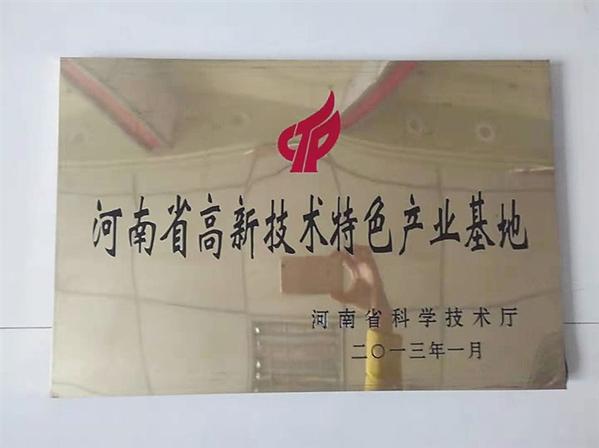 河南省高新技术特色产业基地
河南省科学技术厅
二〇一三年一月